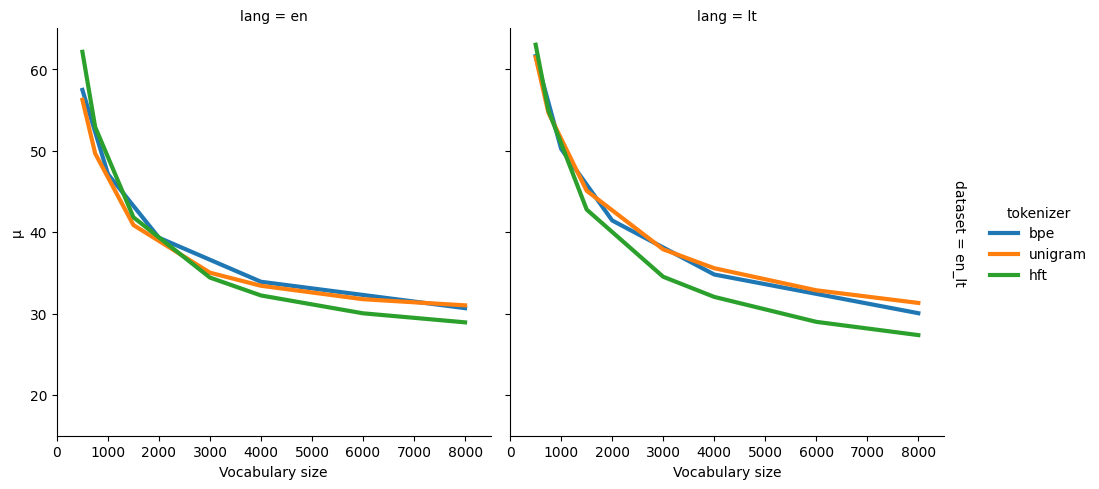 lang = en
lang = lt
60
50
40
30
20
μ
0 1000 2000 3000 4000 5000 6000 7000 8000
Vocabulary size
0 1000 2000 3000 4000 5000 6000 7000 8000
Vocabulary size
dataset = en_lt
tokenizer
bpe
unigram
hft